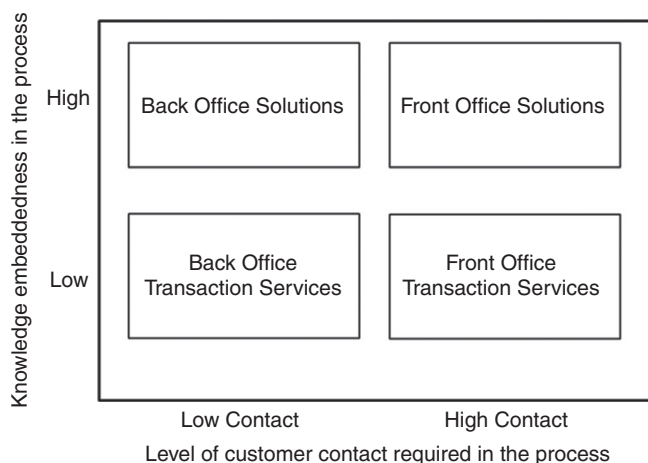 Knowledge embeddedness in the process
High
Back Office Solutions
Front Office Solutions
Low
Back Office
Transaction Services
Front Office
Transaction Services
Low Contact
High Contact
Level of customer contact required in the process